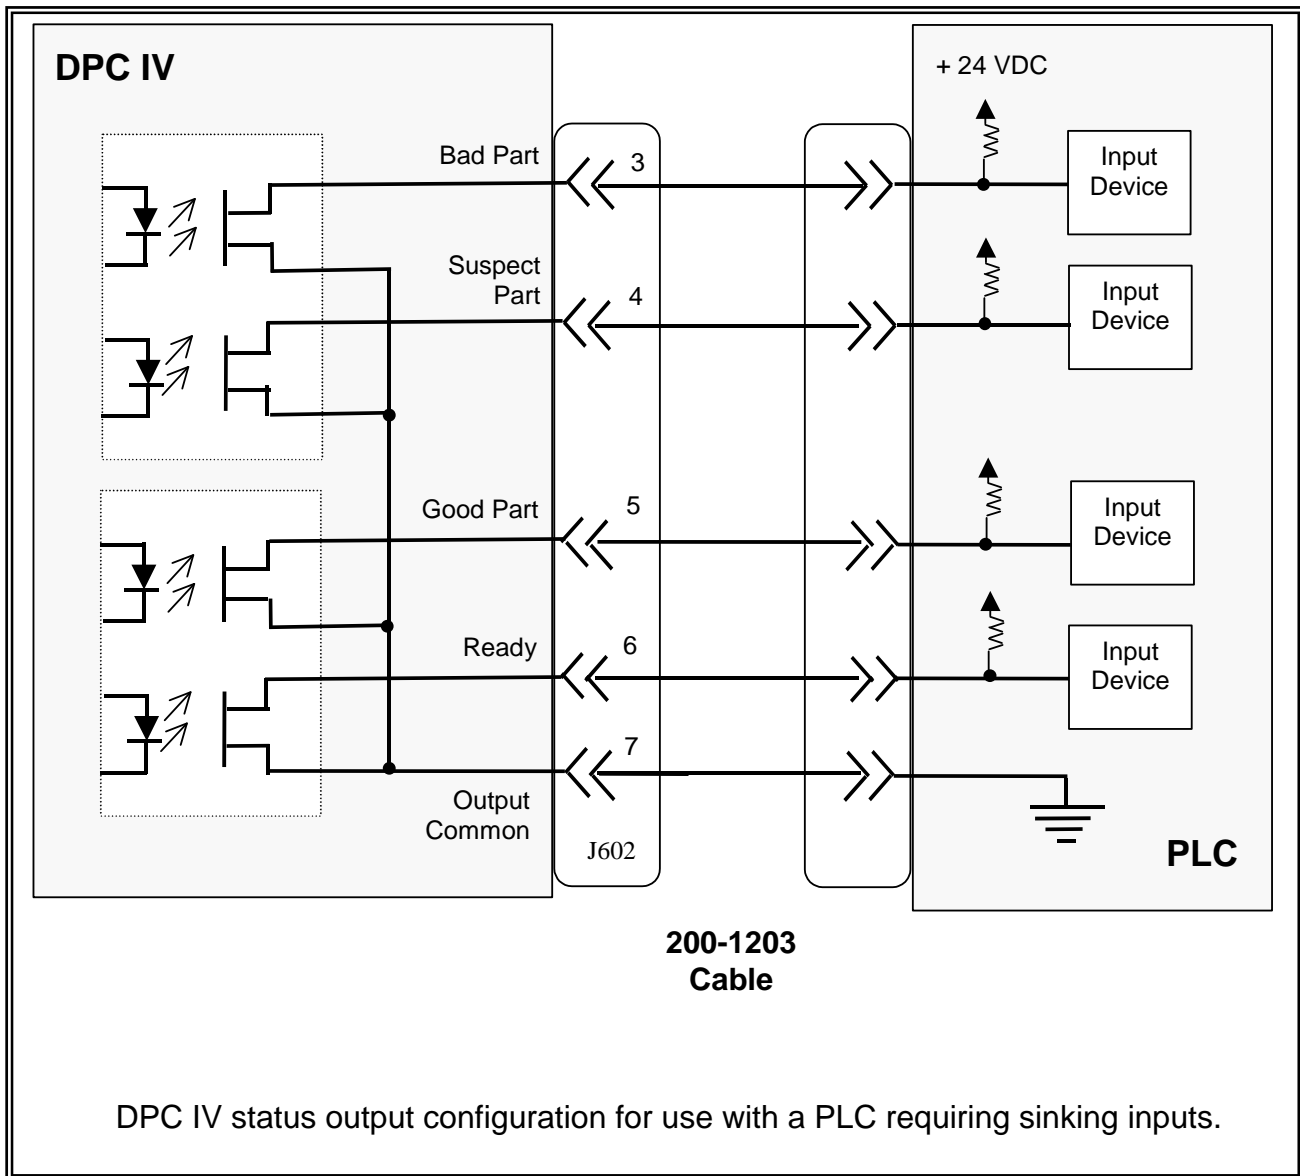 DPC IV
+ 24 VDC
Bad Part
3
Input
Device
Suspect
Part
4
Input
Device
Good Part
5
Input
Device
Ready
6
Input
Device
7
Output
Common
J602
PLC
200-1203
Cable
DPC IV status output configuration for use with a PLC requiring sinking inputs.